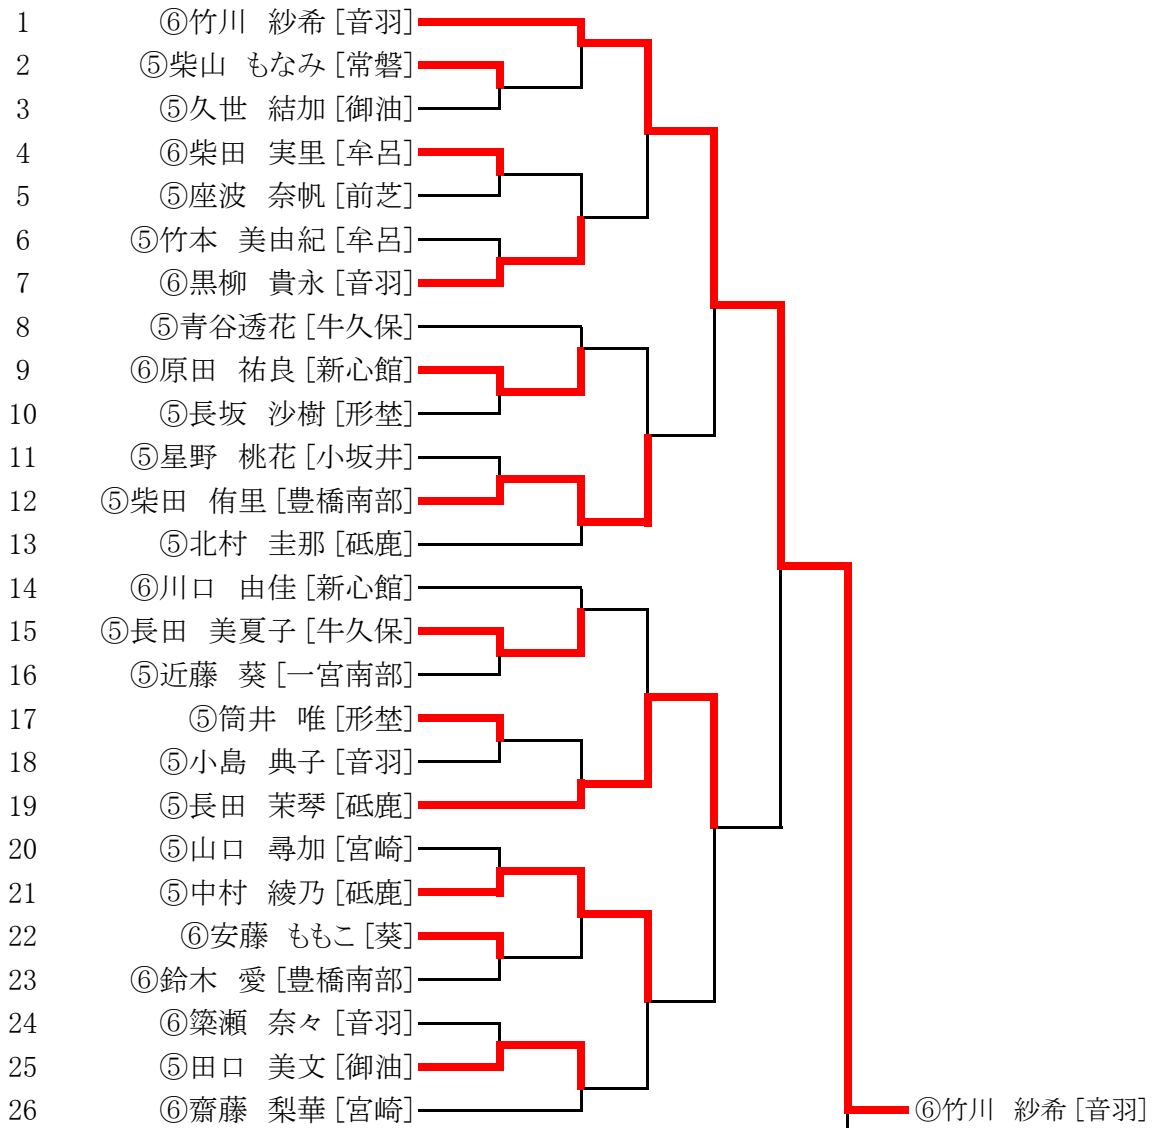 1 ⑥竹川 紗希 [音羽]
2 ⑤柴山 もなみ [常磐]
3 ⑤久世 結加 [御油]
4 ⑥柴田 実里 [牟呂]
5 ⑤座波 奈帆 [前芝]
6 ⑤竹本 美由紀 [牟呂]
7 ⑥黒柳 貴永 [音羽]
8 ⑤青谷透花 [牛久保]
9 ⑥原田 祐良 [新心館]
10 ⑤長坂 沙樹 [形埜]
11 ⑤星野 桃花 [小坂井]
12 ⑤柴田 侑里 [豊橋南部]
13 ⑤北村 圭那 [砥鹿]
14 ⑥川口 由佳 [新心館]
15 ⑤長田 美夏子 [牛久保]
16 ⑤近藤 葵 [一宮南部]
17 ⑤筒井 唯 [形埜]
18 ⑤小島 典子 [音羽]
19 ⑤長田 茉琴 [砥鹿]
20 ⑤山口 尋加 [宮崎]
21 ⑤中村 綾乃 [砥鹿]
22 ⑥安藤 ももこ [葵]
23 ⑥鈴木 愛 [豊橋南部]
24 ⑥簗瀬 奈々 [音羽]
25 ⑤田口 美文 [御油]
26 ⑥齋藤 梨華 [宮崎]
⑥竹川 紗希 [音羽]